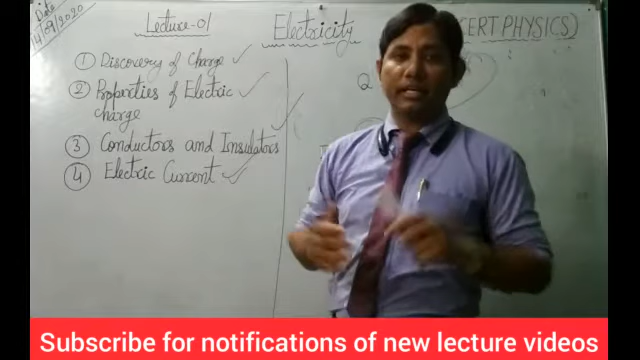 Date
14/09/2020
Lecture-01
Electricity
CERT PHYSICS)
① Discovery of Charge ✓
② Properties of Electric ✓
charge
③ Conductors and Insulators ✓
④ Electric Current ✓
Q
Subscribe for notifications of new lecture videos